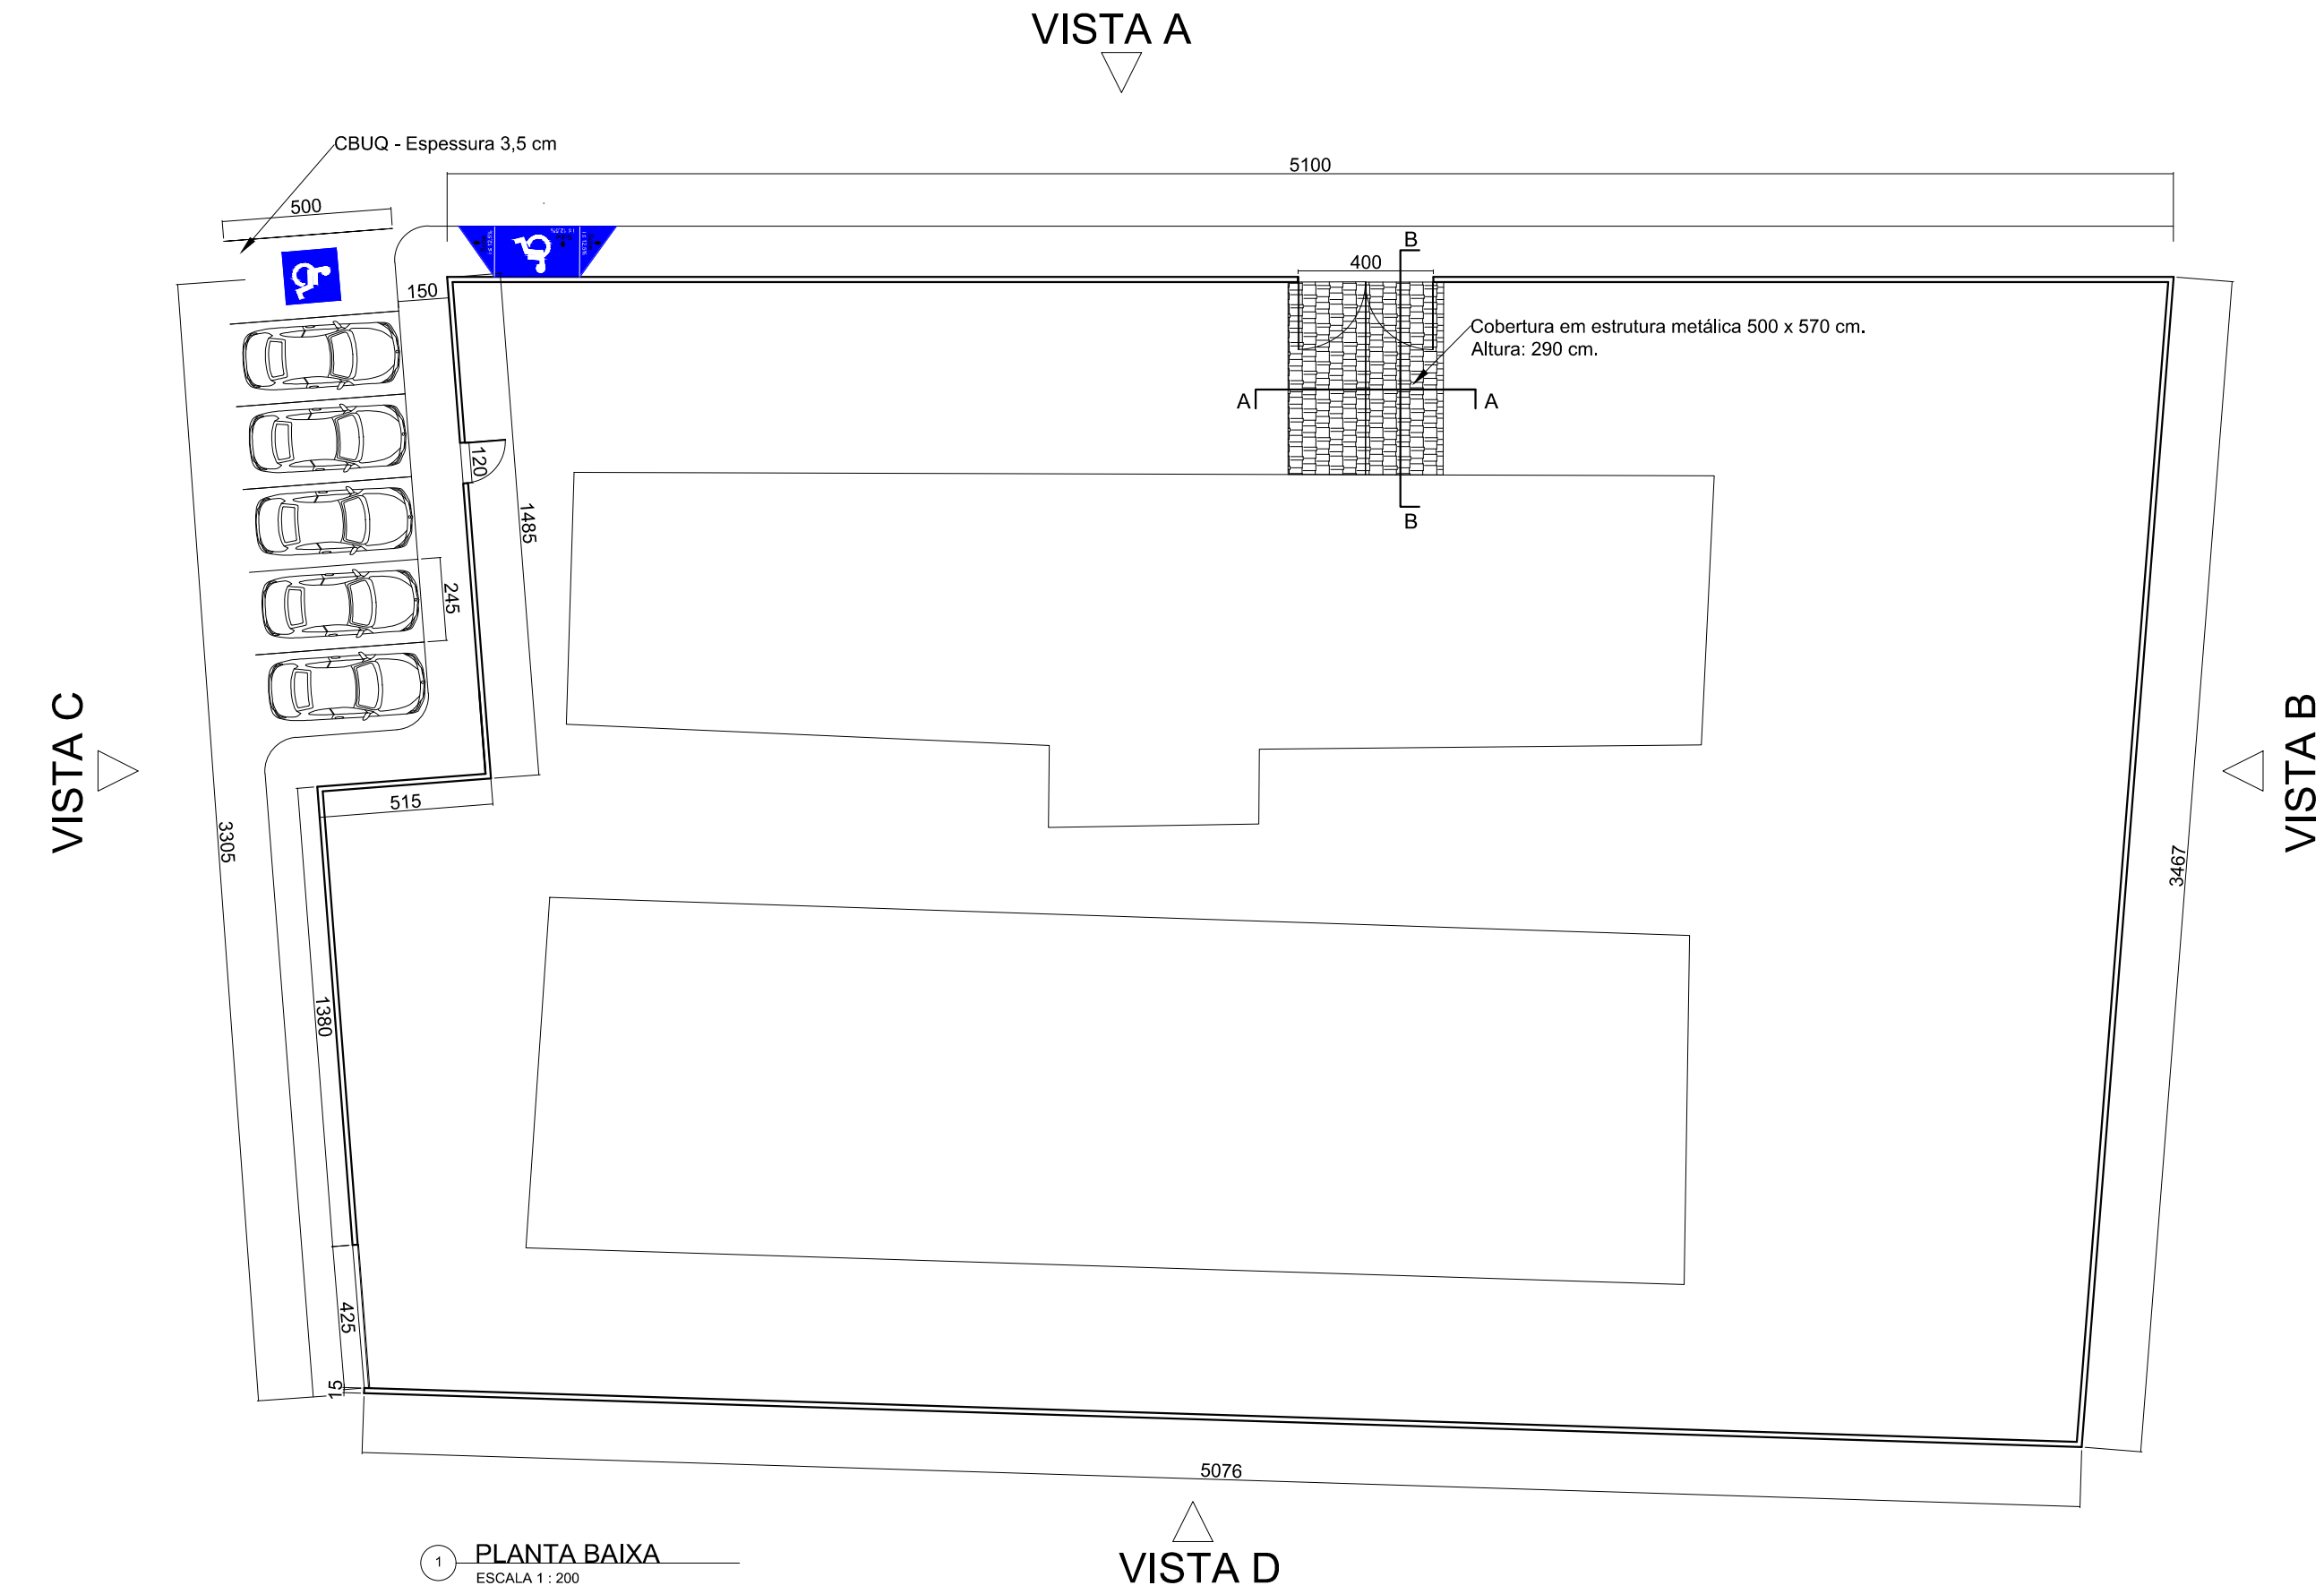 VISTA A
CBUQ - Espessura 3,5 cm
5100
500
B
400
150
Cobertura em estrutura metálica 500 x 570 cm.
Altura: 290 cm.
A
A
120
1485
B
245
VISTA C
VISTA B
515
3305
3467
1380
425
15
5076
1
PLANTA BAIXA
ESCALA 1 : 200
VISTA D